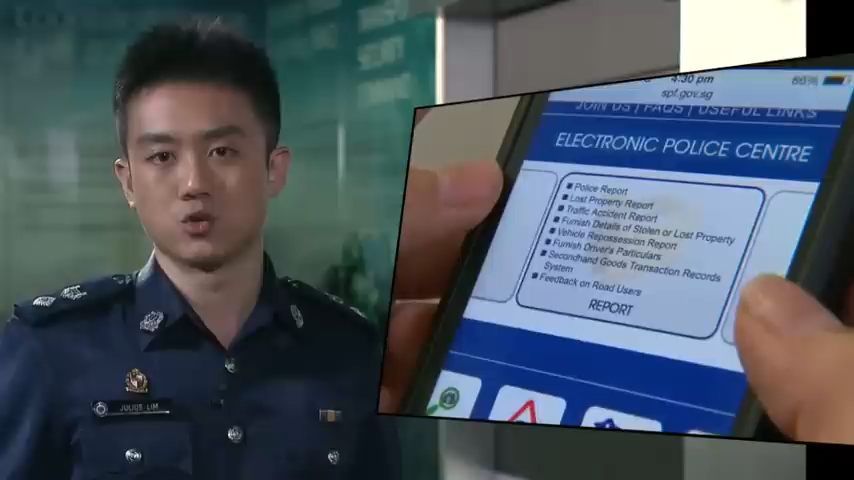 4:30 pm
69%
spf.gov.sg
JOIN US | FAQS | USEFUL LINKS
ELECTRONIC POLICE CENTRE
Police Report
Lost Property Report
Traffic Accident Report
Furnish Details of Stolen or Lost Property
Vehicle Repossession Report
Furnish Driver's Particulars
Secondhand Goods Transaction Records
System
Feedback on Road Users
REPORT
JULIUS LIM